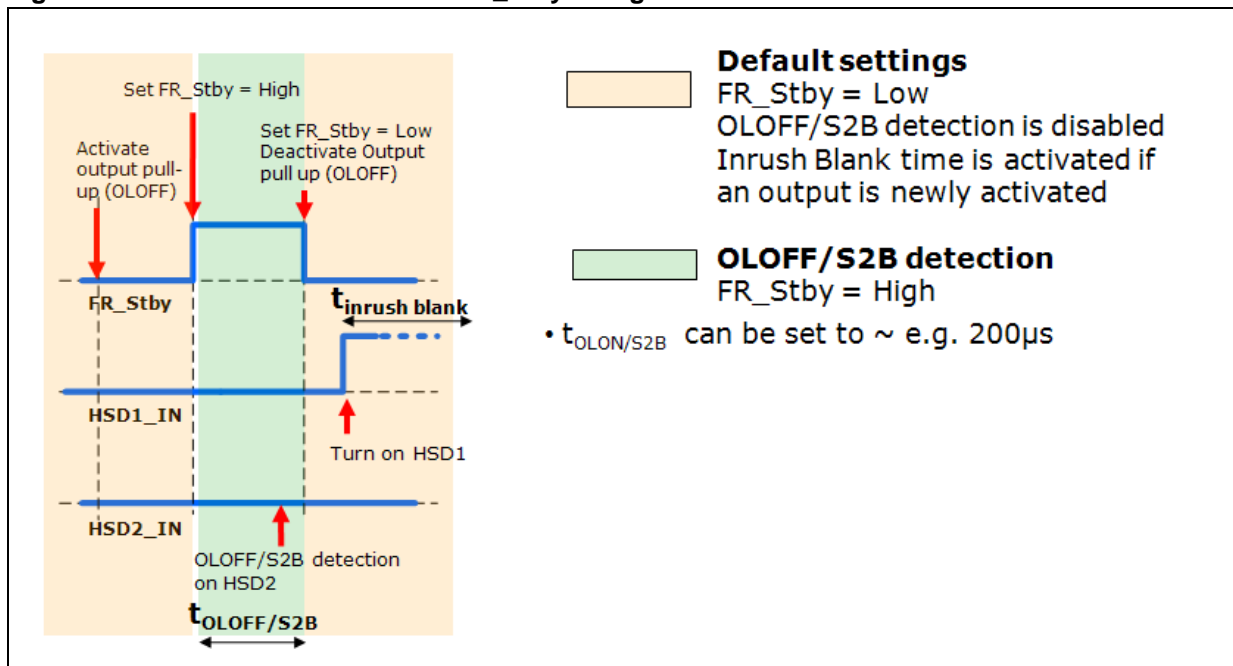 Set FR_Stby = High
Activate
output pull-
up (OLOFF)
Set FR_Stby = Low
Deactivate Output
pull up (OLOFF)
FR_Stby
tinrush blank
HSD1_IN
Turn on HSD1
HSD2_IN
OLOFF/S2B detection
on HSD2
tOLOFF/S2B
Default settings
FR_Stby = Low
OLOFF/S2B detection is disabled
Inrush Blank time is activated if
an output is newly activated
OLOFF/S2B detection
FR_Stby = High
• tOLON/S2B can be set to ~ e.g. 200µs